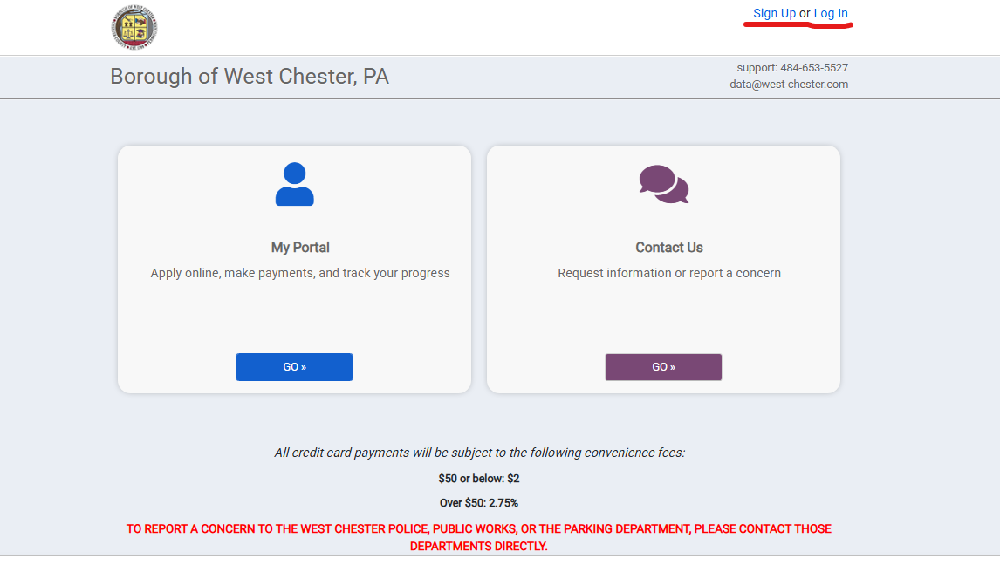 Sign Up or Log In
Borough of West Chester, PA
support: 484-653-5527
data@west-chester.com
My Portal
Apply online, make payments, and track your progress
GO »
Contact Us
Request information or report a concern
GO »
All credit card payments will be subject to the following convenience fees:
$50 or below: $2
Over $50: 2.75%
TO REPORT A CONCERN TO THE WEST CHESTER POLICE, PUBLIC WORKS, OR THE PARKING DEPARTMENT, PLEASE CONTACT THOSE
DEPARTMENTS DIRECTLY.